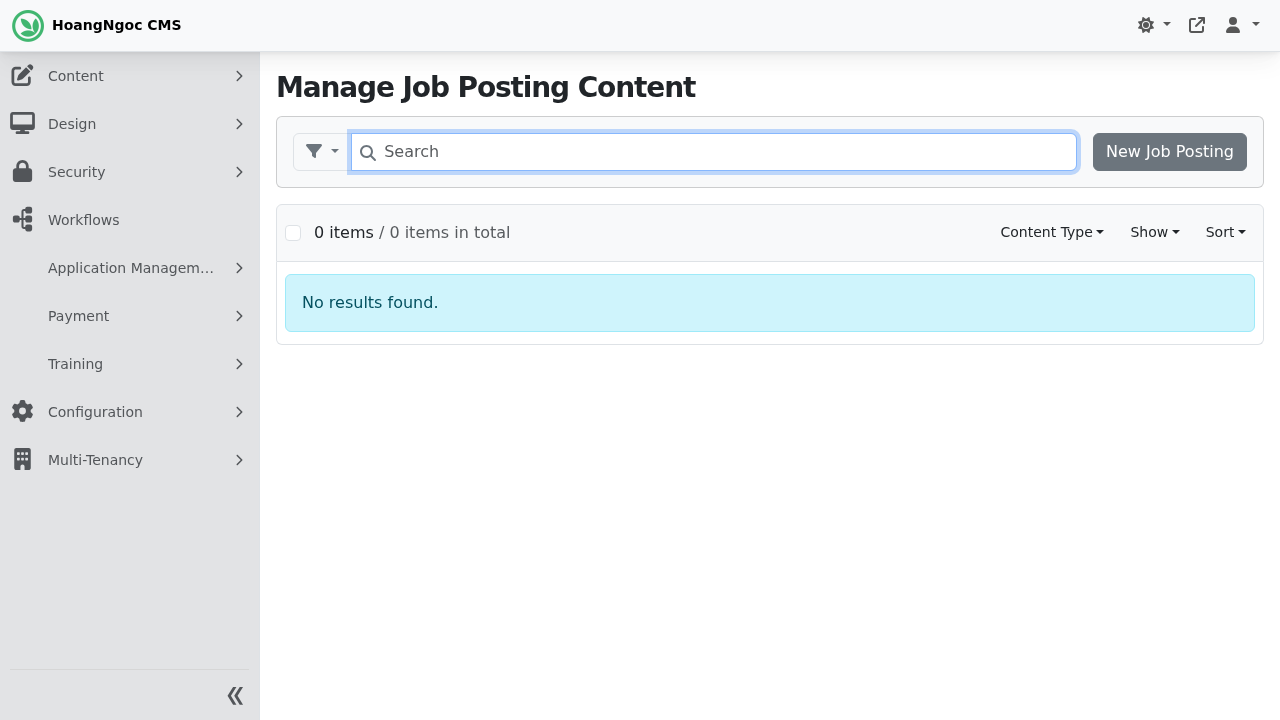 HoangNgoc CMS
Content
Design
Security
Workflows
Application Managem...
Payment
Training
Configuration
Multi-Tenancy
Manage Job Posting Content
Search
New Job Posting
0 items / 0 items in total
Content Type
Show
Sort
No results found.